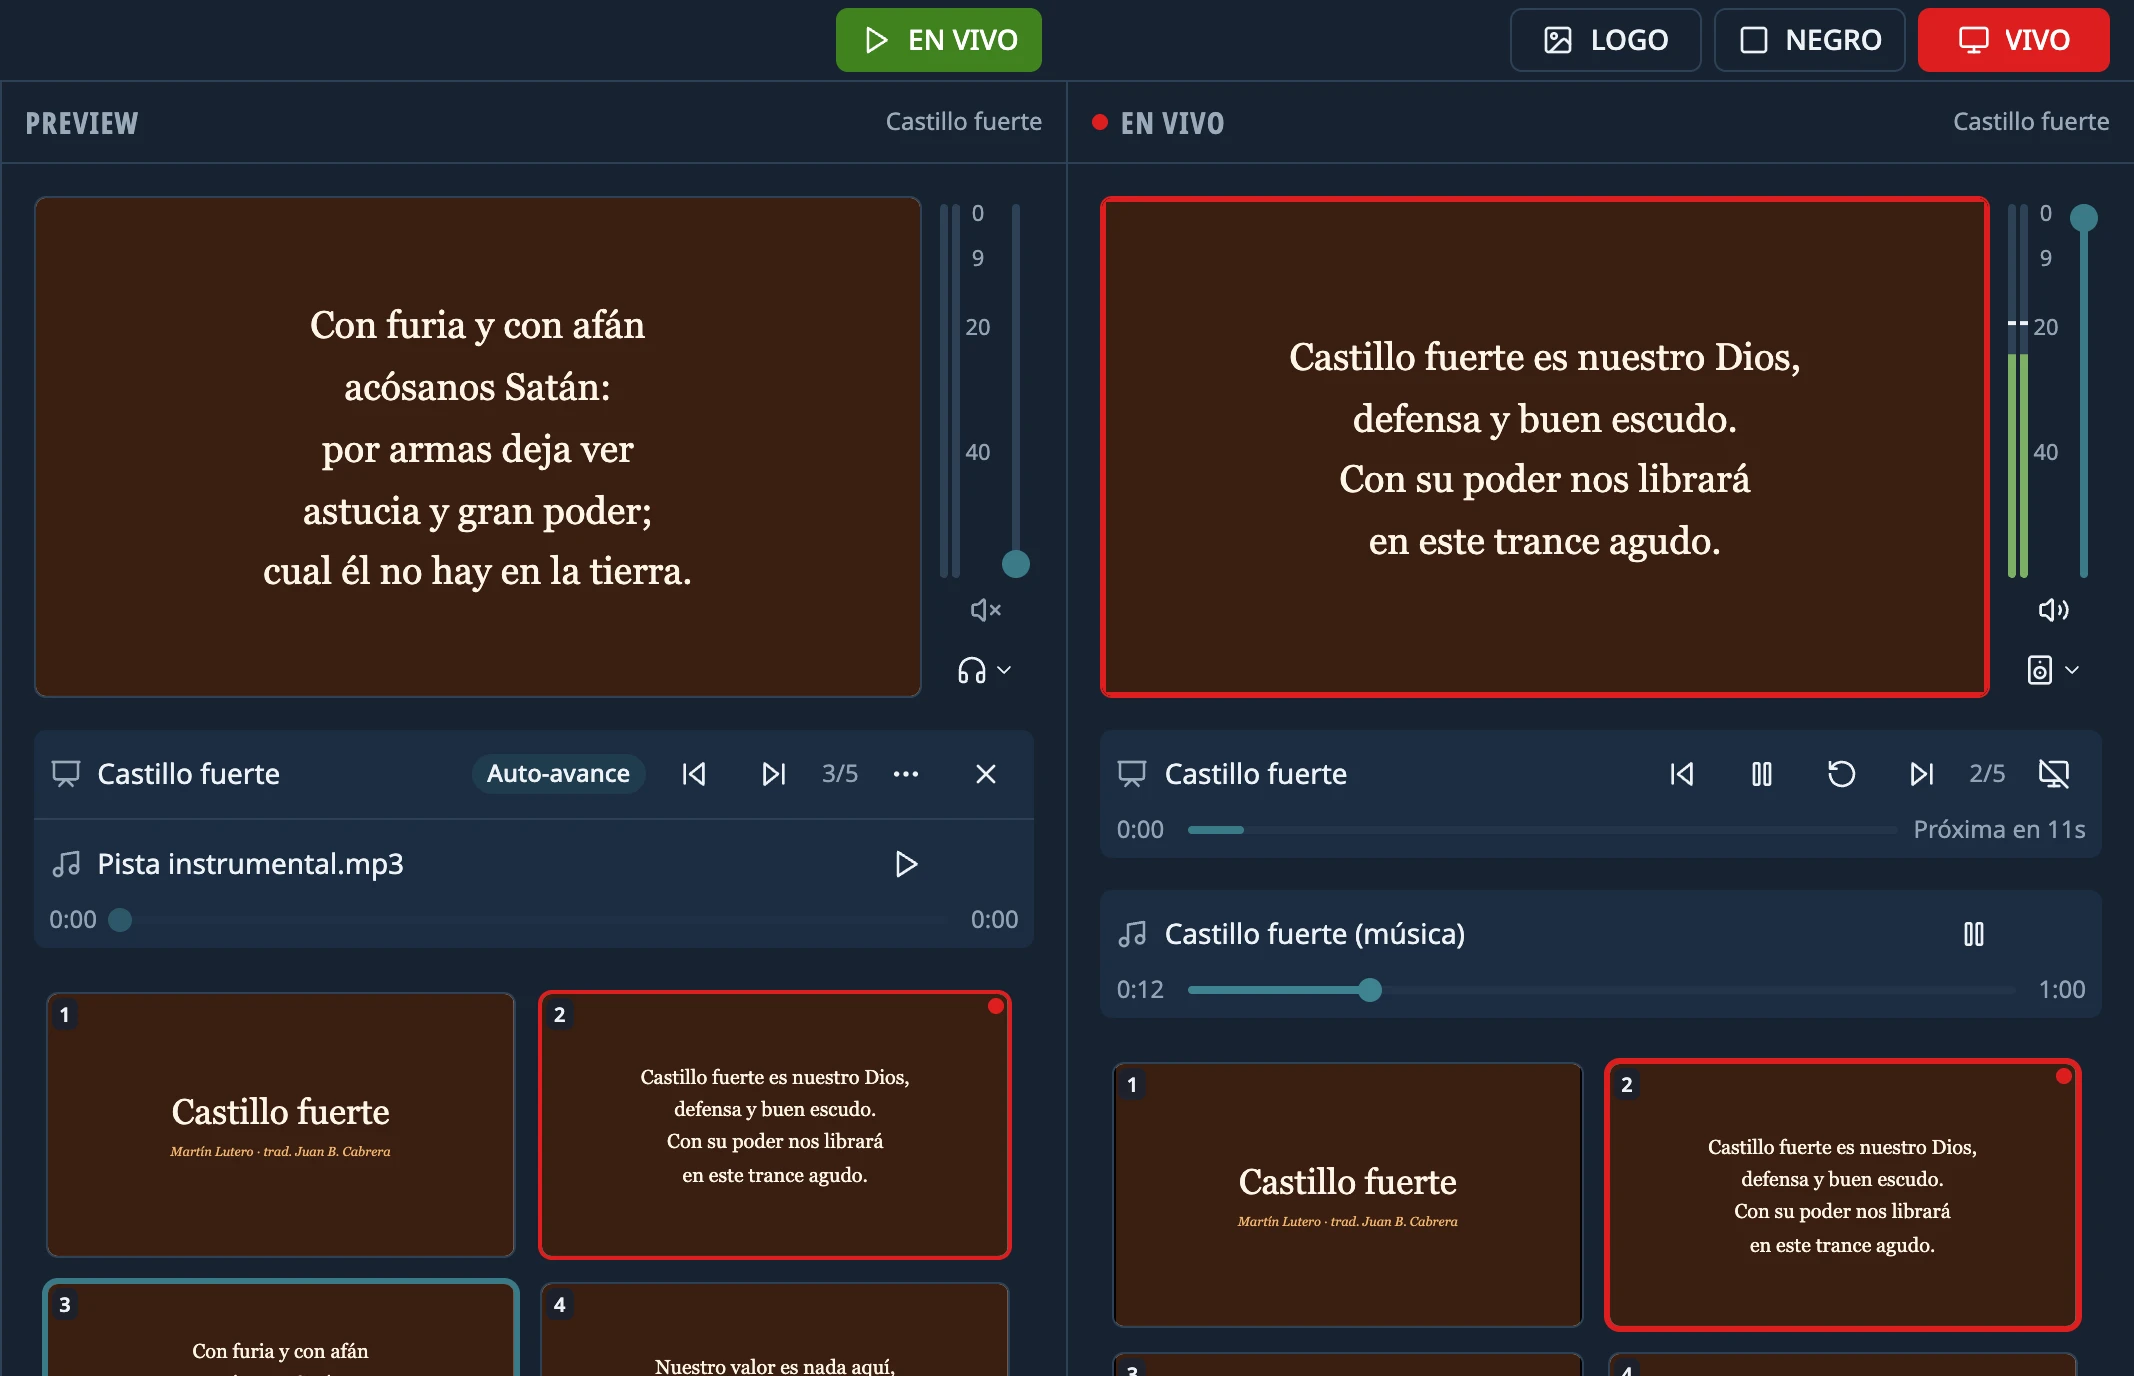 EN VIVO
LOGO
NEGRO
VIVO
PREVIEW
Castillo fuerte
EN VIVO
Castillo fuerte
Con furia y con afán
acósanos Satán:
por armas deja ver
astucia y gran poder;
cual él no hay en la tierra.
0
9
20
40
Castillo fuerte es nuestro Dios,
defensa y buen escudo.
Con su poder nos librará
en este trance agudo.
0
9
20
40
Castillo fuerte
Auto-avance
3/5
Pista instrumental.mp3
0:00
0:00
Castillo fuerte
2/5
0:00
Próxima en 11s
Castillo fuerte (música)
0:12
1:00
1
Castillo fuerte
Martín Lutero · trad. Juan B. Cabrera
2
Castillo fuerte es nuestro Dios,
defensa y buen escudo.
Con su poder nos librará
en este trance agudo.
3
Con furia y con afán
4
Nuestro valor es nada aquí,
1
Castillo fuerte
Martín Lutero · trad. Juan B. Cabrera
2
Castillo fuerte es nuestro Dios,
defensa y buen escudo.
Con su poder nos librará
en este trance agudo.
3
4